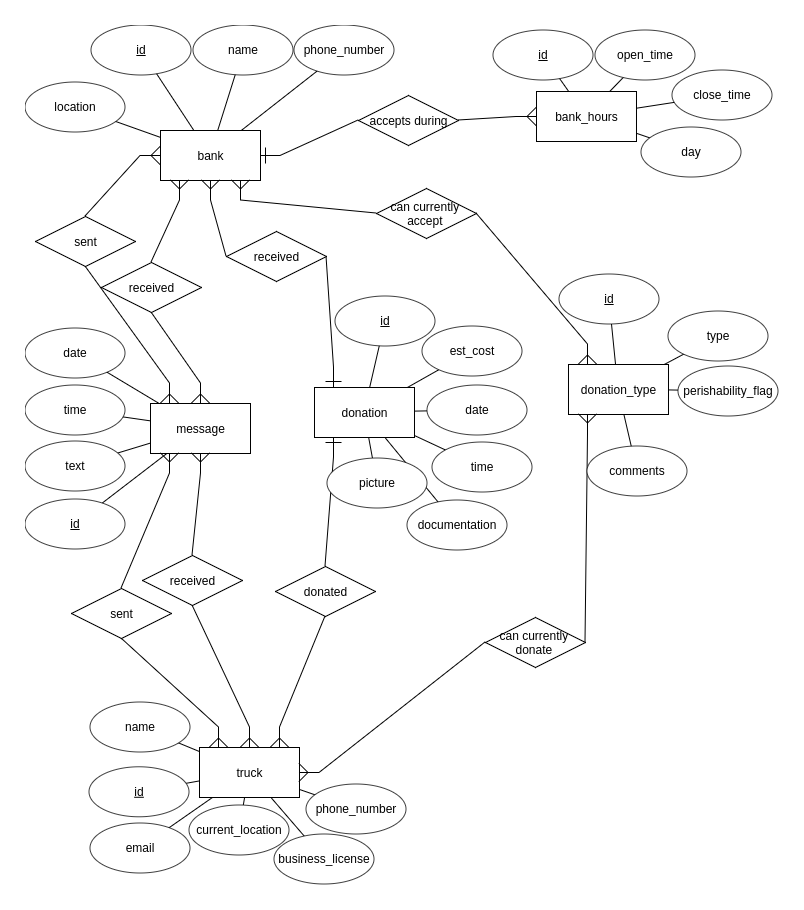 id
name
phone_number
id
open_time
location
close_time
accepts during
bank_hours
bank
day
can currently
accept
sent
received
received
id
id
date
type
est_cost
perishability_flag
donation_type
date
time
donation
message
text
time
comments
picture
id
documentation
received
donated
sent
can currently
donate
name
truck
id
phone_number
current_location
email
business_license